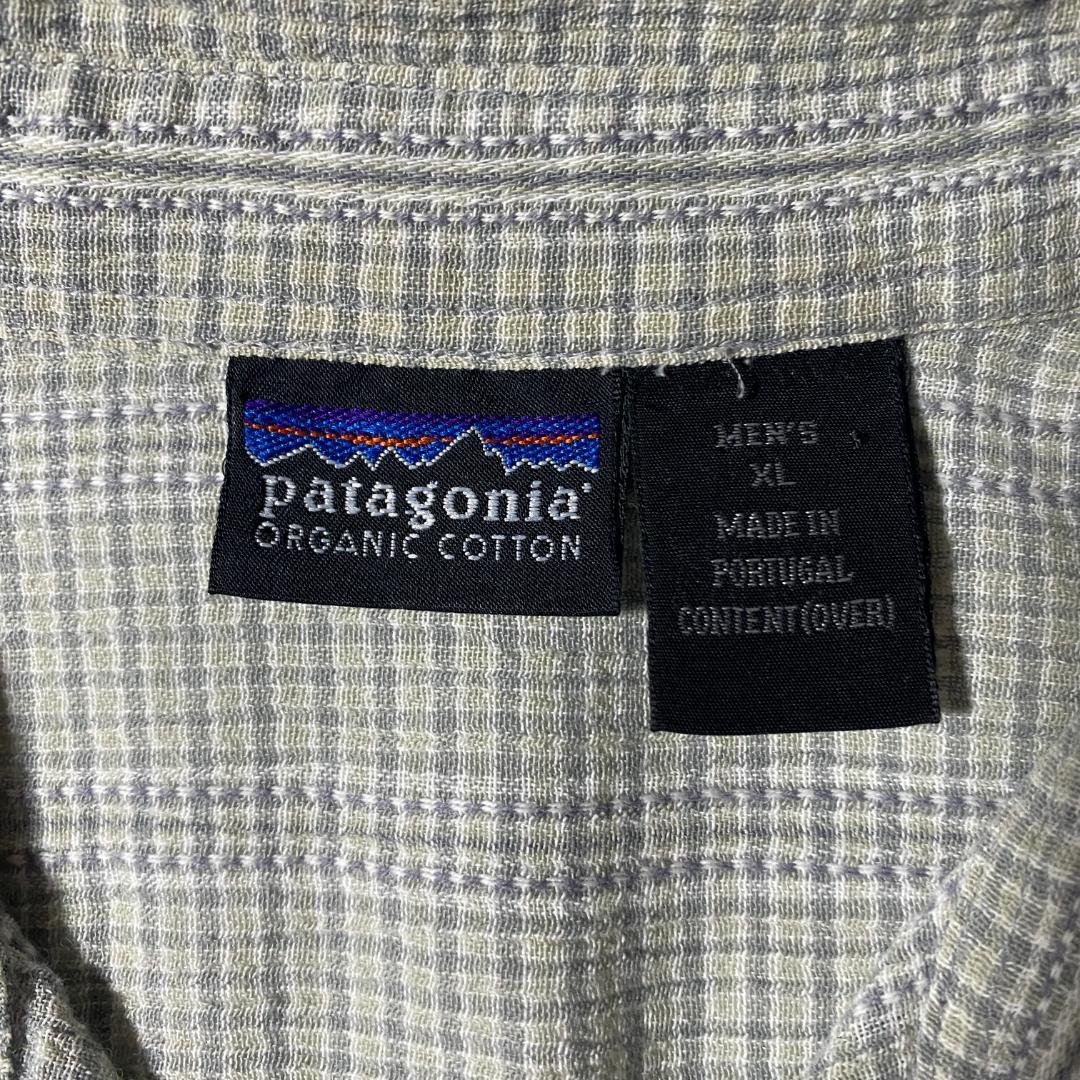 patagonia®
ORGANIC COTTON
MEN'S
XL
MADE IN
PORTUGAL
CONTENT(OVER)